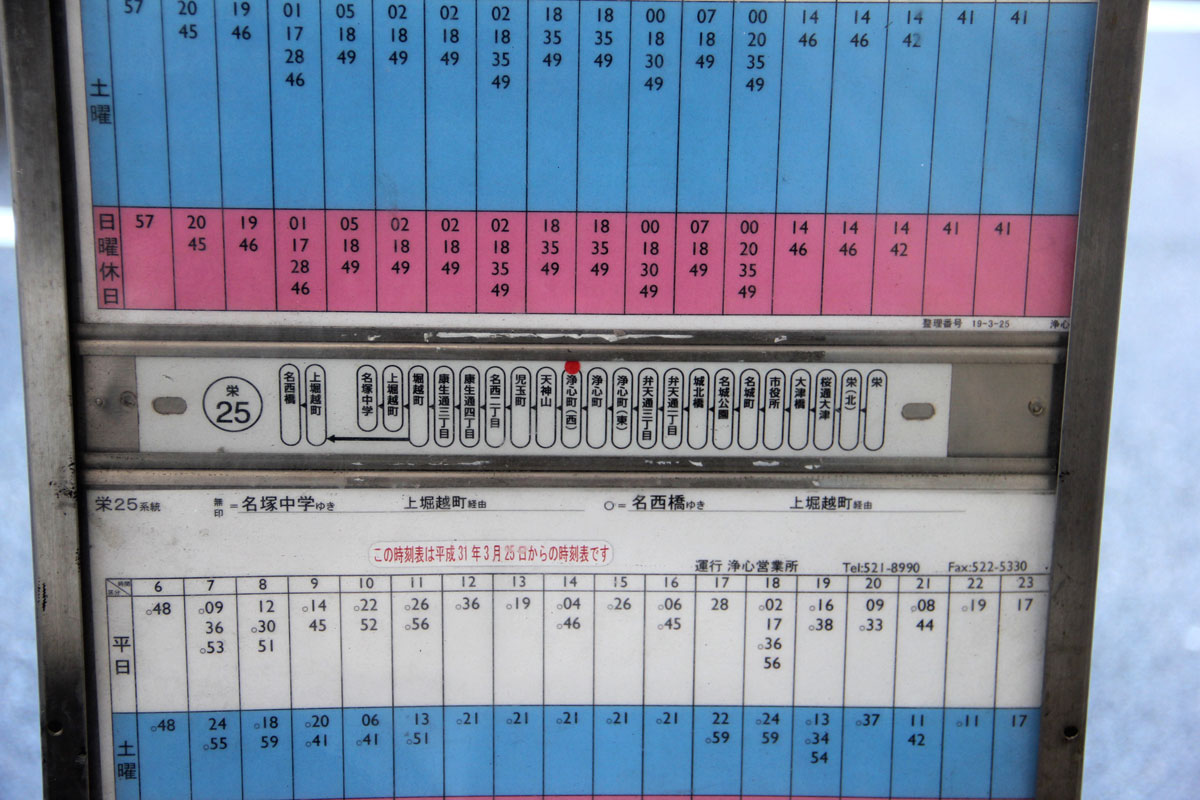 57 20 19 01 05 02 02 02 18 18 00 07 00 14 14 14 41 41
45 46 17 18 18 18 18 35 35 18 18 20 46 46 42
28 49 49 49 35 49 49 30 49 35
46 49 49 49
土曜
日曜休日
57 20 19 01 05 02 02 02 18 18 00 07 00 14 14 14 41 41
45 46 17 18 18 18 18 35 35 18 18 20 46 46 42
28 49 49 49 35 49 49 30 49 35
46 49 49 49
整理番号 19-3-25 浄心
栄
25
名西橋
上堀越町
名塚中学
上堀越町
堀越町
康生通三丁目
康生通四丁目
名西二丁目
児玉町
天神山
浄心町(西)
浄心町
浄心町(東)
弁天通三丁目
弁天通一丁目
城北橋
名城公園
名城町
市役所
大津橋
桜通大津
栄(北)
栄
栄25系統 無印=名塚中学ゆき 上堀越町経由 ○=名西橋ゆき 上堀越町経由
この時刻表は平成31年3月25日からの時刻表です
運行 浄心営業所 Tel:521-8990 Fax:522-5330
時間 区分 6 7 8 9 10 11 12 13 14 15 16 17 18 19 20 21 22 23
平日
○48 ○09 12 ○14 ○22 ○26 ○36 ○19 ○04 ○26 ○06 28 ○02 ○16 09 ○08 ○19 17
36 ○30 45 52 ○56 ○46 ○45 17 ○38 ○33 44
○53 51 ○36
56
土曜
○48 24 ○18 ○20 06 13 ○21 ○21 ○21 ○21 ○21 22 ○24 ○13 ○37 11 ○11 17
○55 59 ○41 ○41 ○51 ○59 59 ○34 42
54